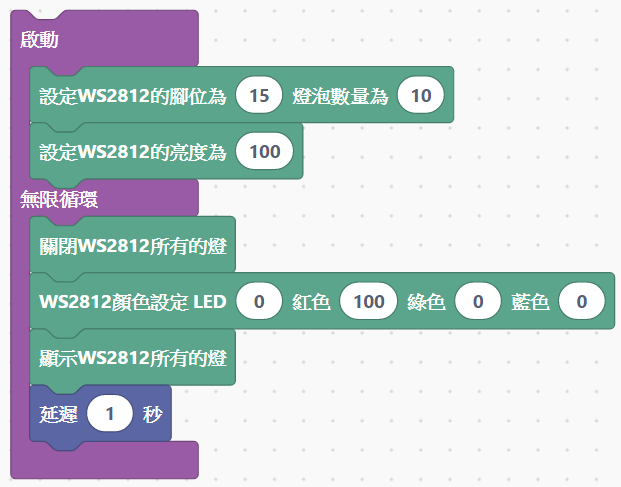 啟動
設定WS2812的腳位為 15 燈泡數量為 10
設定WS2812的亮度為 100
無限循環
關閉WS2812所有的燈
WS2812顏色設定 LED 0 紅色 100 綠色 0 藍色 0
顯示WS2812所有的燈
延遲 1 秒